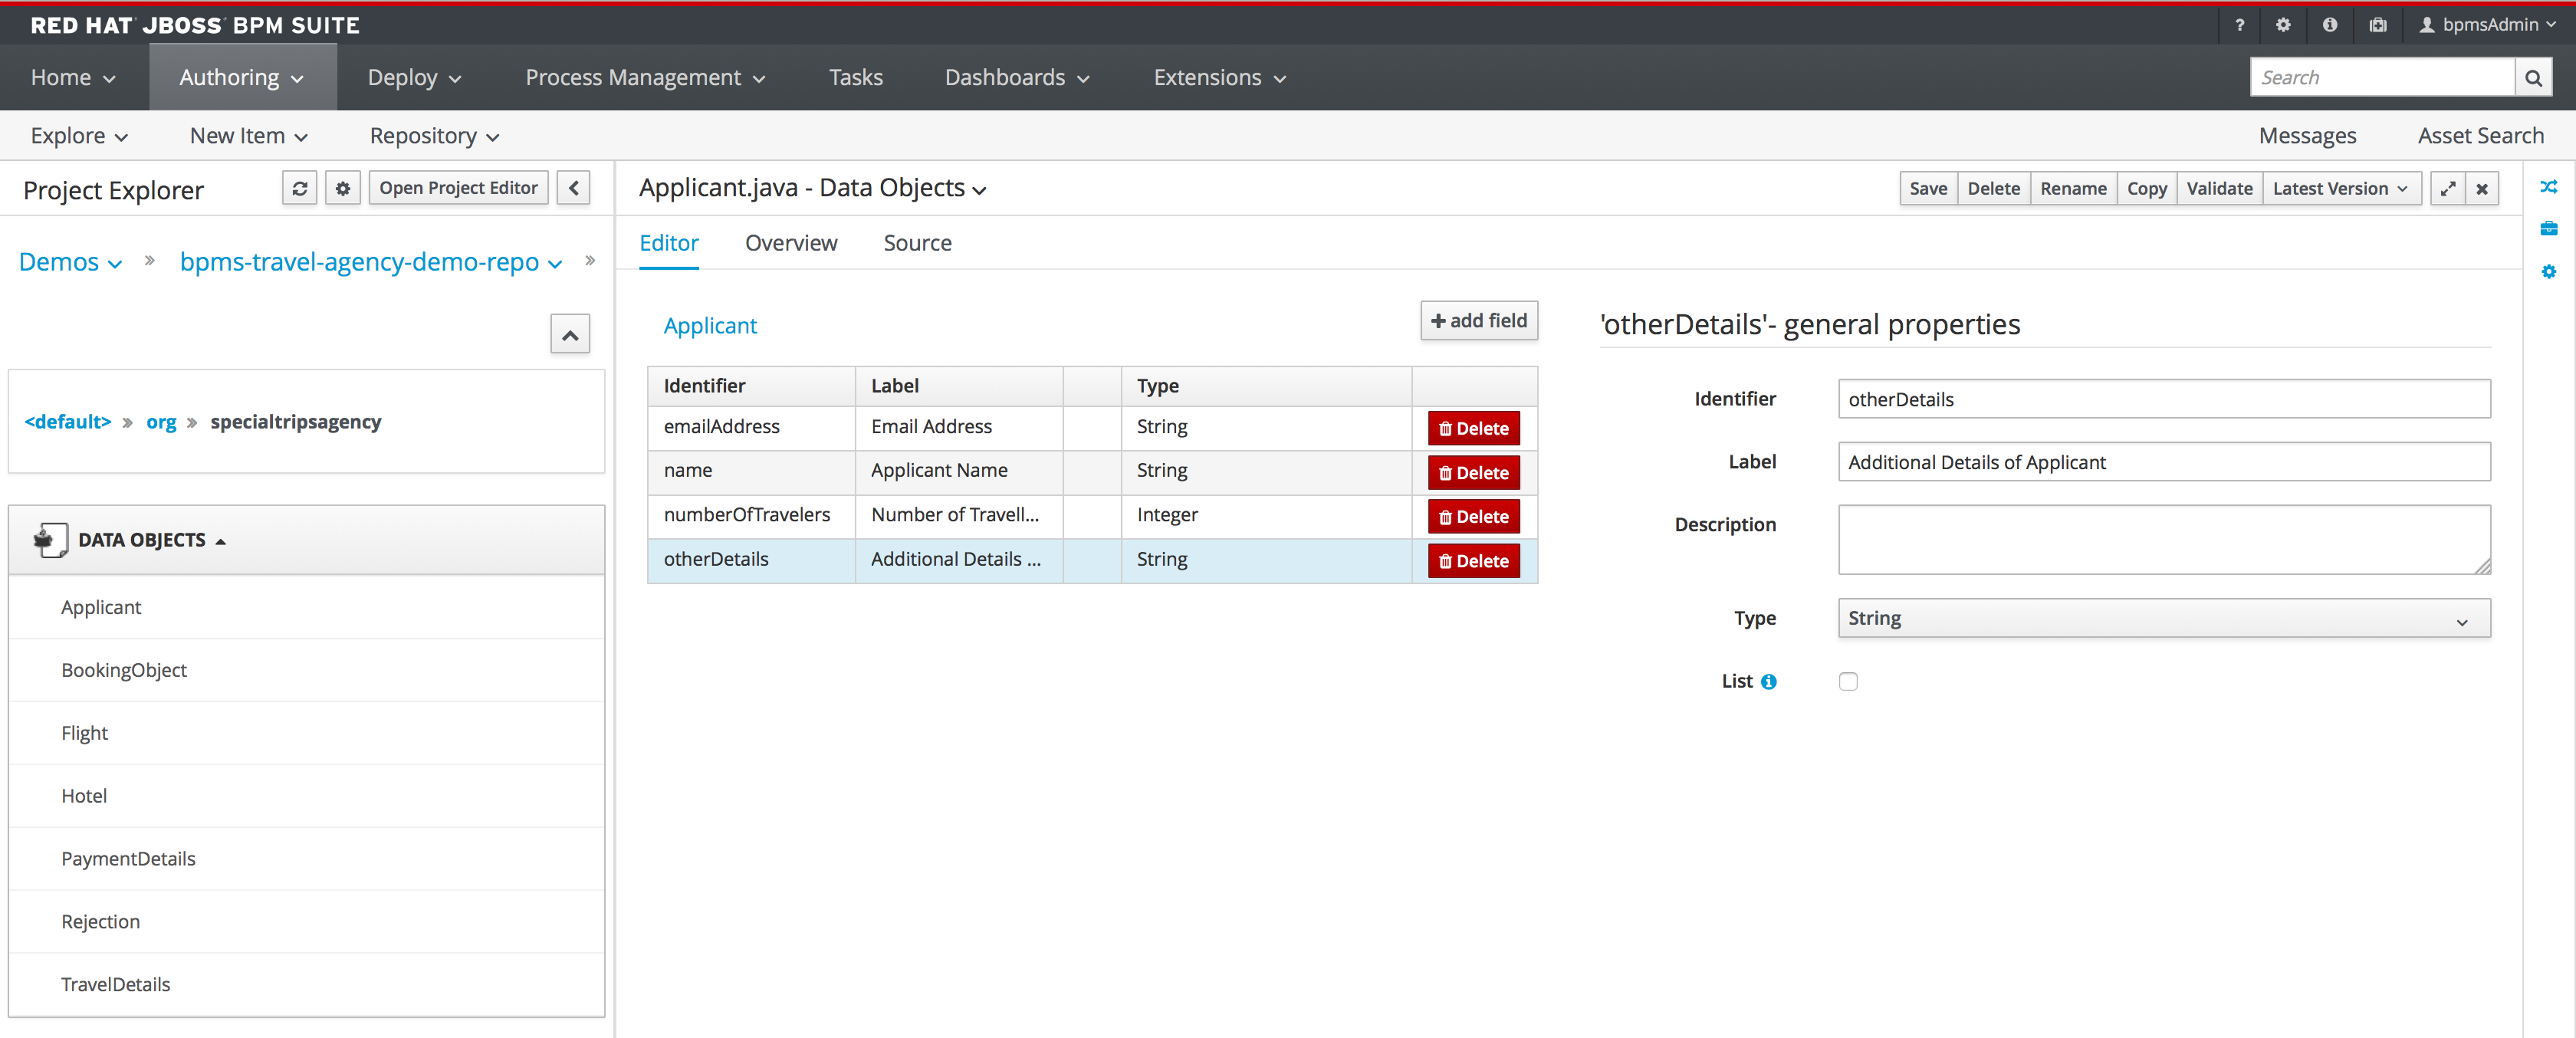 RED HAT JBOSS BPM SUITE
? bpmsAdmin
Home Authoring Deploy Process Management Tasks Dashboards Extensions Search
Explore New Item Repository Messages Asset Search
Project Explorer Open Project Editor
Applicant.java - Data Objects Save Delete Rename Copy Validate Latest Version
Demos » bpms-travel-agency-demo-repo »
<default> » org » specialtripsagency
DATA OBJECTS
Applicant
BookingObject
Flight
Hotel
PaymentDetails
Rejection
TravelDetails
Editor Overview Source
Applicant + add field
Identifier Label Type
emailAddress Email Address String Delete
name Applicant Name String Delete
numberOfTravelers Number of Travell... Integer Delete
otherDetails Additional Details ... String Delete
'otherDetails'- general properties
Identifier otherDetails
Label Additional Details of Applicant
Description
Type String
List